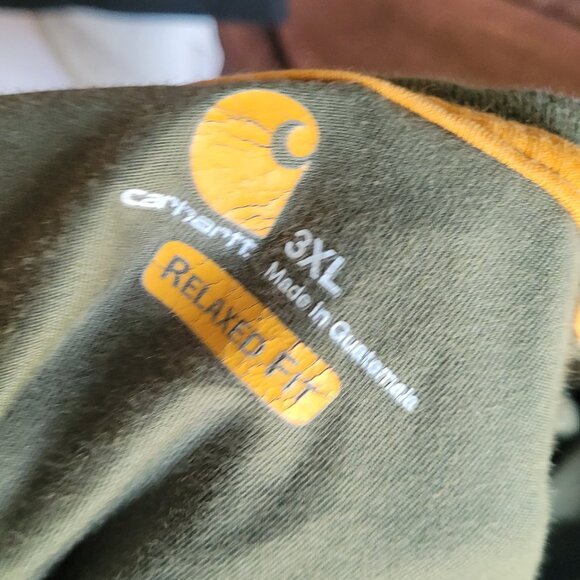 carhartt
3XL
Made in Guatemala
RELAXED FIT